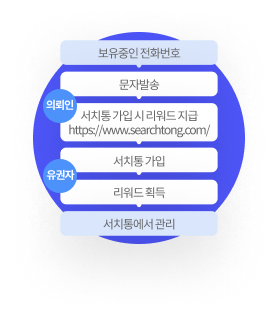 보유중인 전화번호
문자발송
의뢰인
서치통 가입 시 리워드 지급
https://www.searchtong.com/
서치통 가입
유권자
리워드 획득
서치통에서 관리